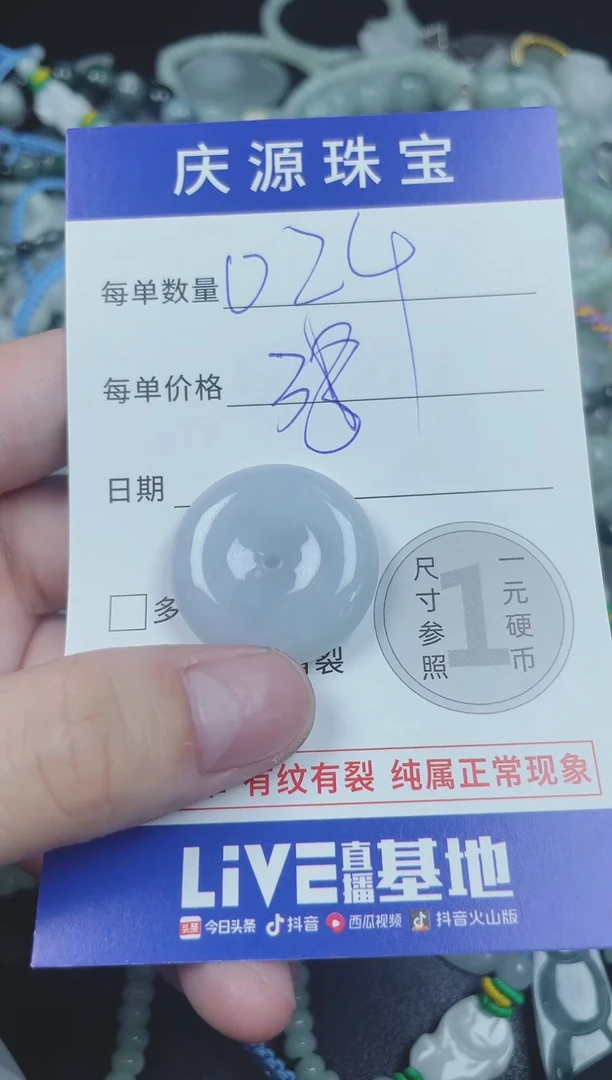 庆源珠宝
每单数量 024
每单价格
日期
多
裂
尺寸参照 1 一元硬币
有纹有裂 纯属正常现象
LiVE直播基地
头条 今日头条 抖音 西瓜视频 抖音火山版